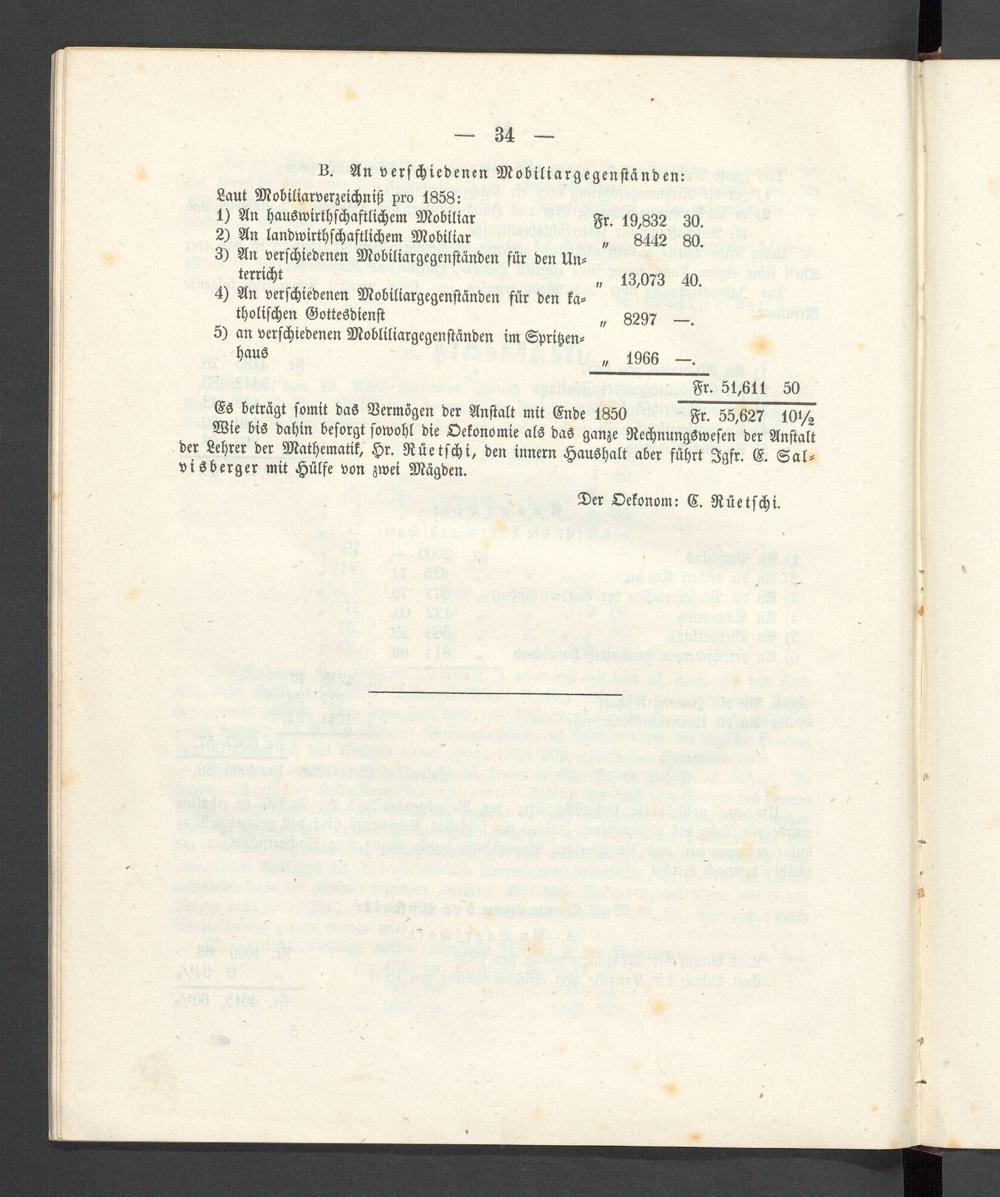 — 34 —
B. An verschiedenen Mobiliargegenständen:
Laut Mobiliarverzeichniß pro 1858:
1) An hauswirthschaftlichem Mobiliar Fr. 19,832 30.
2) An landwirthschaftlichem Mobiliar „ 8442 80.
3) An verschiedenen Mobiliargegenständen für den Un-
terricht „ 13,073 40.
4) An verschiedenen Mobiliargegenständen für den ka-
tholischen Gottesdienst „ 8297 —.
5) an verschiedenen Mobliliargegenständen im Spritzen-
haus „ 1966 —.
Fr. 51,611 50
Es beträgt somit das Vermögen der Anstalt mit Ende 1850 Fr. 55,627 10½
Wie bis dahin besorgt sowohl die Oekonomie als das ganze Rechnungswesen der Anstalt
der Lehrer der Mathematik, Hr. Rüetschi, den innern Haushalt aber führt Jgfr. E. Sal-
visberger mit Hülfe von zwei Mägden.
Der Oekonom: C. Rüetschi.